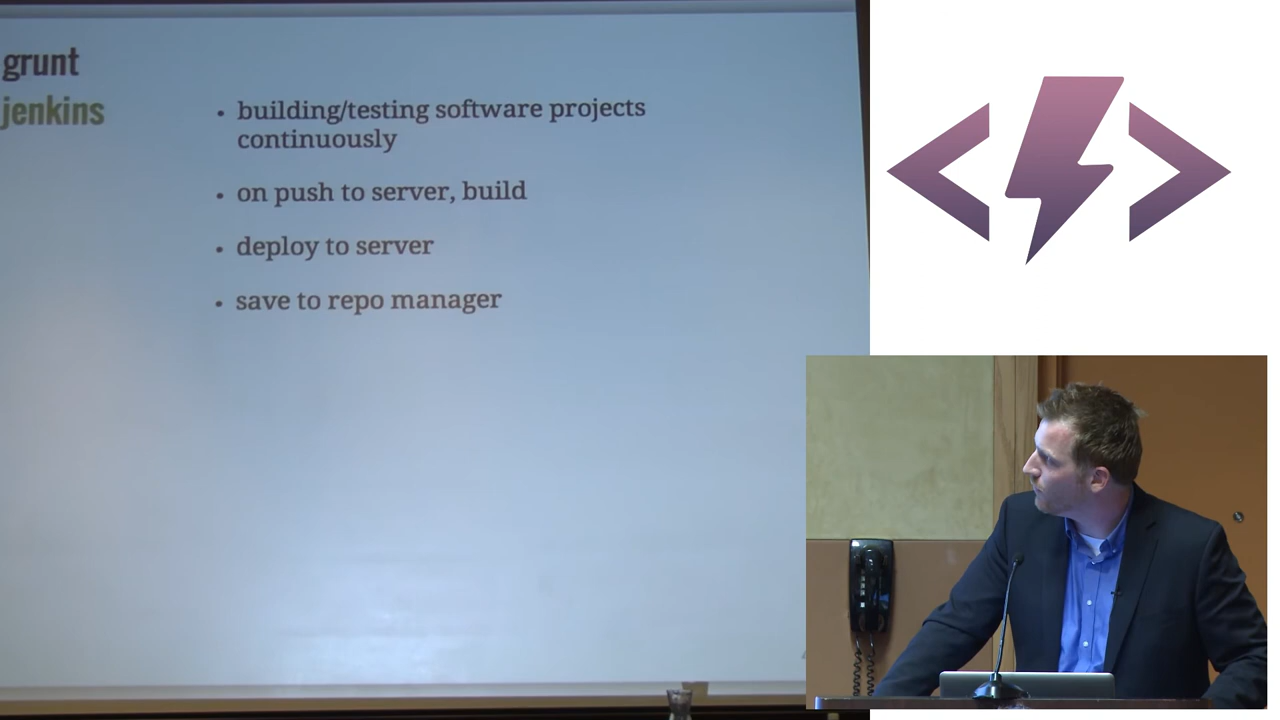 grunt
jenkins
• building/testing software projects
continuously
• on push to server, build
• deploy to server
• save to repo manager